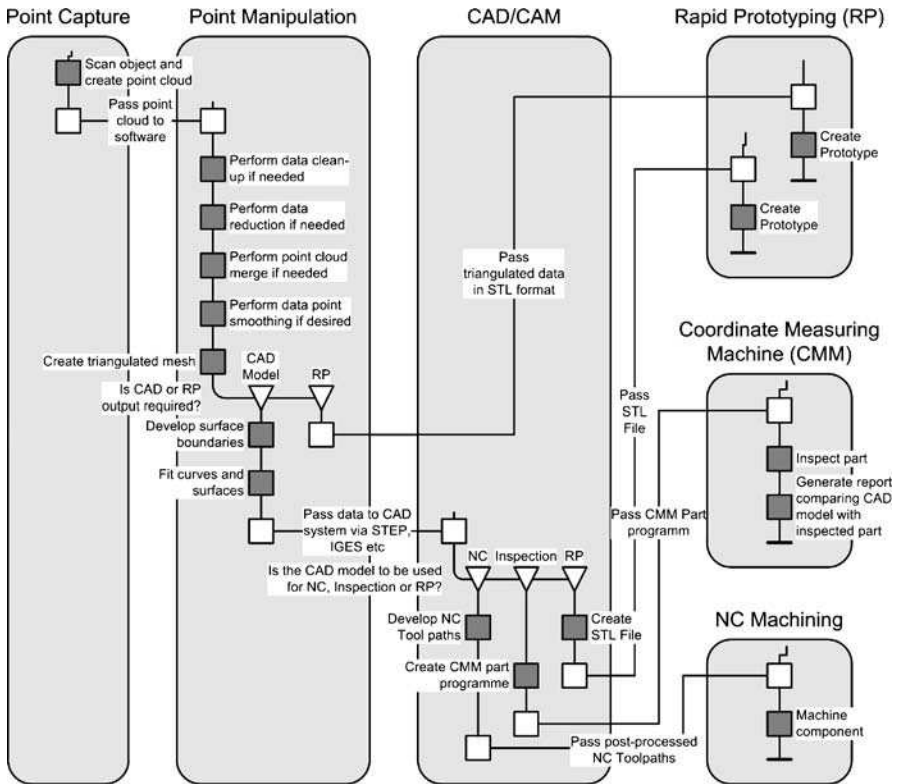 Point Capture
Point Manipulation
CAD/CAM
Rapid Prototyping (RP)
Scan object and
create point cloud
Pass point
cloud to
software
Perform data clean-
up if needed
Perform data
reduction if needed
Perform point cloud
merge if needed
Perform data point
smoothing if desired
Create triangulated mesh
CAD
Model
RP
Is CAD or RP
output required?
Develop surface
boundaries
Fit curves and
surfaces
Pass data to CAD
system via STEP,
IGES etc
Is the CAD model to be used
for NC, Inspection or RP?
NC
Inspection
RP
Develop NC
Tool paths
Create
STL File
Create CMM part
programme
Pass
triangulated data
in STL format
Create
Prototype
Create
Prototype
Pass
STL
File
Coordinate Measuring
Machine (CMM)
Inspect part
Generate report
comparing CAD
model with
inspected part
Pass CMM Part
programm
NC Machining
Machine
component
Pass post-processed
NC Toolpaths